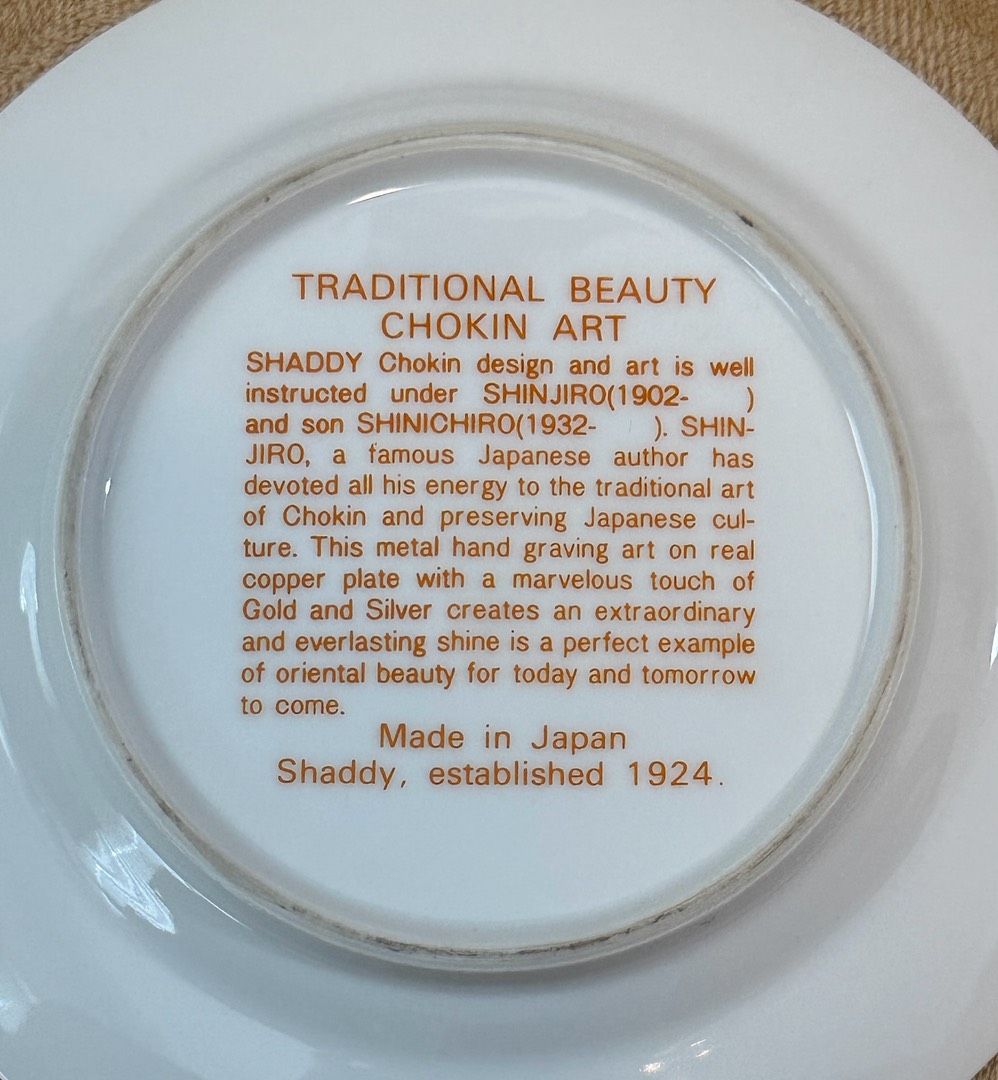 TRADITIONAL BEAUTY
CHOKIN ART
SHADDY Chokin design and art is well
instructed under SHINJIRO(1902-    )
and son SHINICHIRO(1932-    ). SHIN-
JIRO, a famous Japanese author has
devoted all his energy to the traditional art
of Chokin and preserving Japanese cul-
ture. This metal hand graving art on real
copper plate with a marvelous touch of
Gold and Silver creates an extraordinary
and everlasting shine is a perfect example
of oriental beauty for today and tomorrow
to come.
Made in Japan
Shaddy, established 1924.